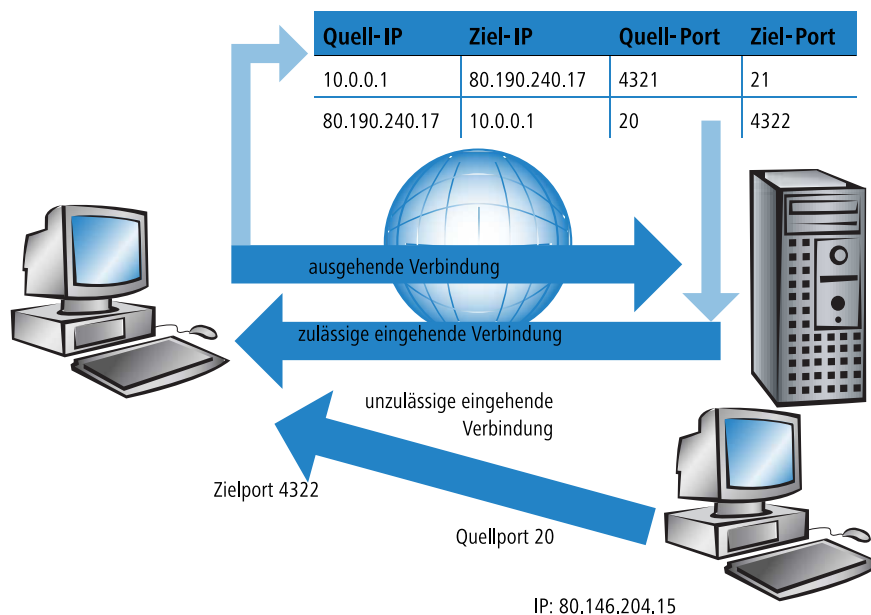 Quell-IP Ziel-IP Quell-Port Ziel-Port
10.0.0.1 80.190.240.17 4321 21
80.190.240.17 10.0.0.1 20 4322
ausgehende Verbindung
zulässige eingehende Verbindung
unzulässige eingehende
Verbindung
Zielport 4322
Quellport 20
IP: 80.146.204.15